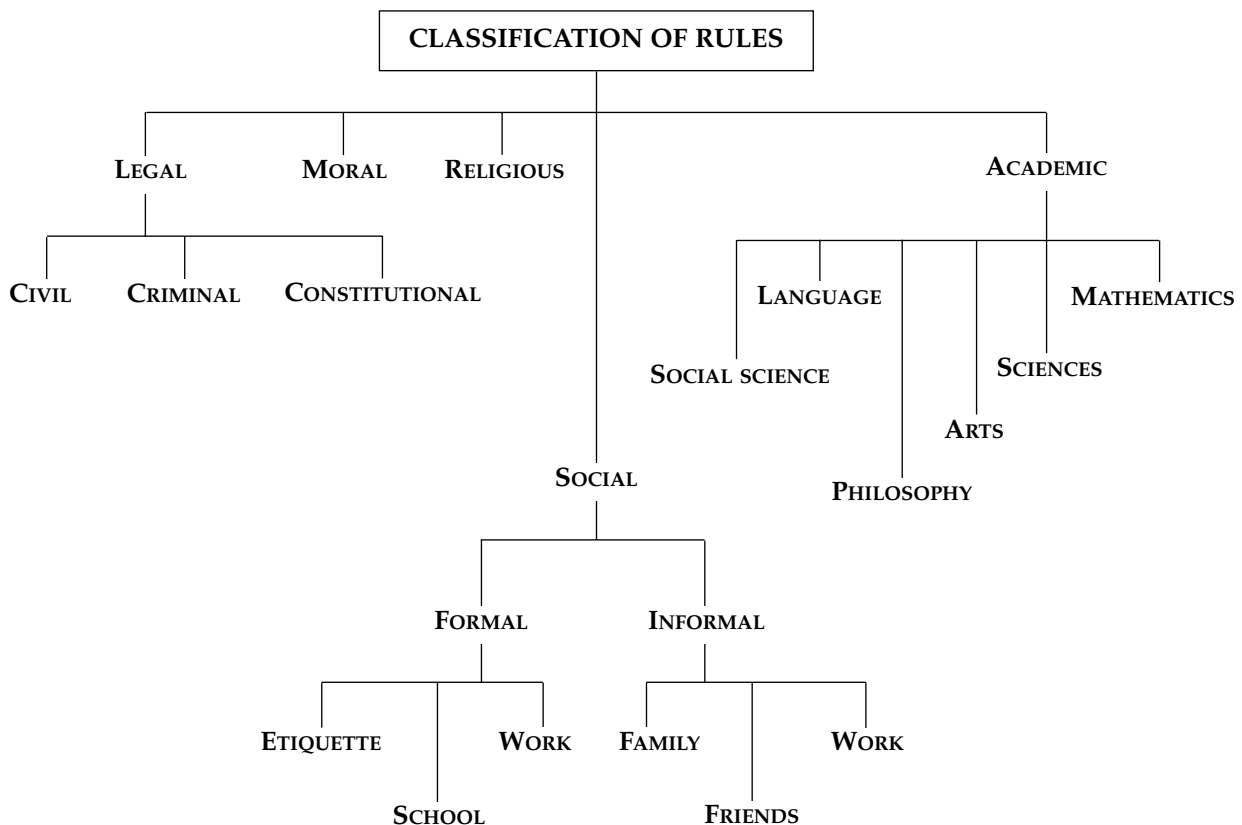 CLASSIFICATION OF RULES
LEGAL
MORAL
RELIGIOUS
ACADEMIC
CIVIL
CRIMINAL
CONSTITUTIONAL
LANGUAGE
MATHEMATICS
SOCIAL SCIENCE
SCIENCES
ARTS
PHILOSOPHY
SOCIAL
FORMAL
INFORMAL
ETIQUETTE
WORK
FAMILY
WORK
SCHOOL
FRIENDS